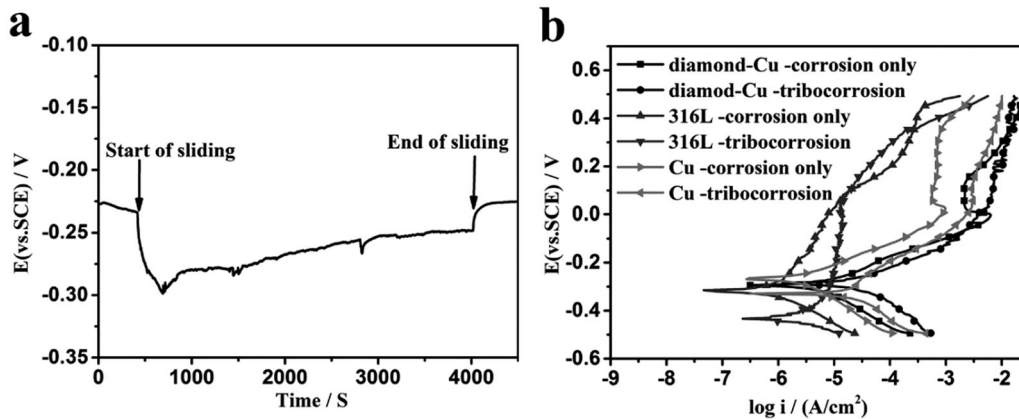 a
-0.10
-0.15
-0.20
-0.25
-0.30
-0.35
E(vs.SCE) / V
Start of sliding
End of sliding
0
1000
2000
3000
4000
Time / S
b
0.6
0.4
0.2
0.0
-0.2
-0.4
-0.6
E(vs.SCE) / V
diamond-Cu -corrosion only
diamod-Cu -tribocorrosion
316L -corrosion only
316L -tribocorrosion
Cu -corrosion only
Cu -tribocorrosion
-9 -8 -7 -6 -5 -4 -3 -2 -1
log i / (A/cm²)